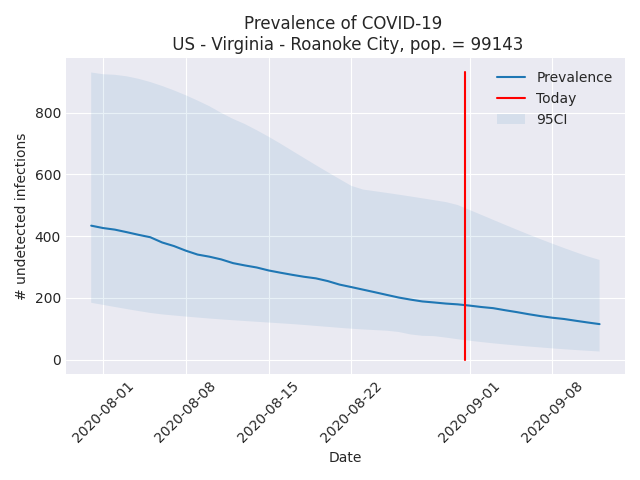 Prevalence of COVID-19
US - Virginia - Roanoke City, pop. = 99143
Prevalence
Today
95CI
# undetected infections
800
600
400
200
0
2020-08-01
2020-08-08
2020-08-15
2020-08-22
2020-09-01
2020-09-08
Date